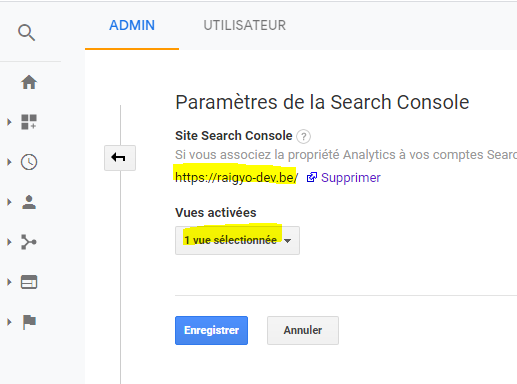 ADMIN UTILISATEUR
Paramètres de la Search Console
Site Search Console ?
Si vous associez la propriété Analytics à vos comptes Searc
https://raigyo-dev.be/ Supprimer
Vues activées
1 vue sélectionnée
Enregistrer Annuler